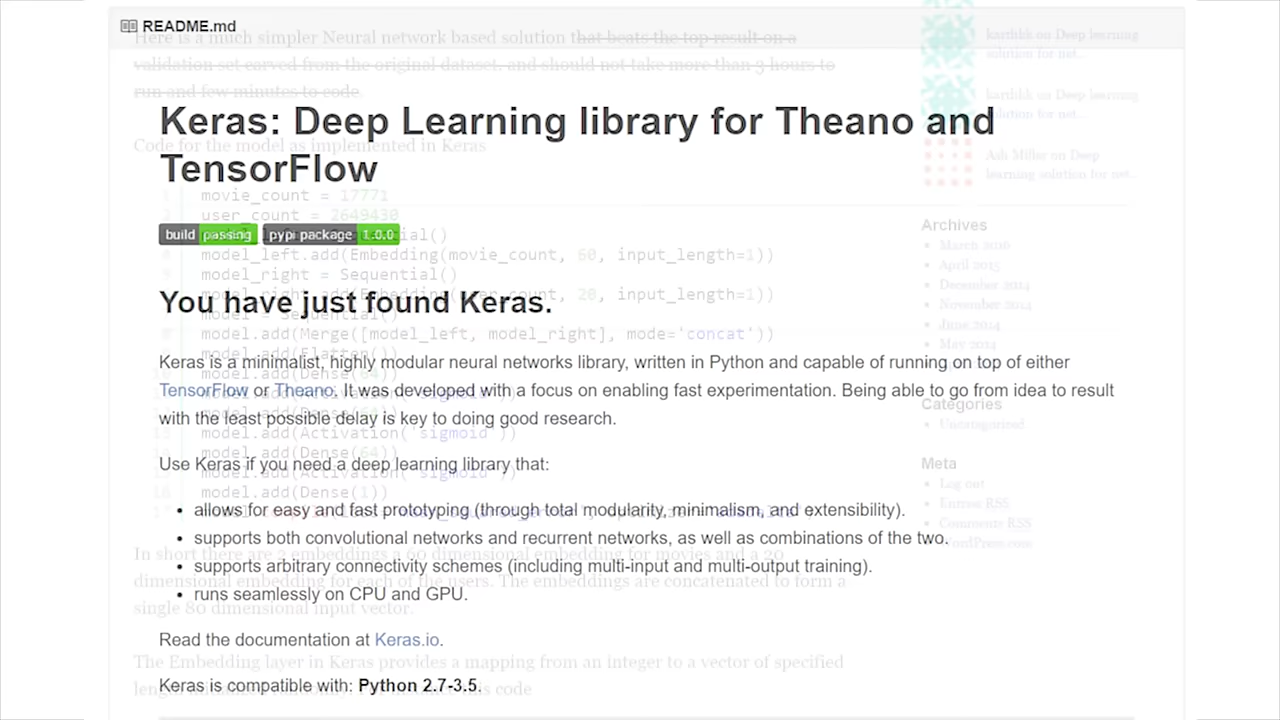 README.md
Here is a much simpler Neural network based solution that beats the top result on a
validation set carved from the original dataset. and should not take more than 3 hours to
run and few minutes to code.
Keras: Deep Learning library for Theano and
TensorFlow
Code for the model as implemented in Keras
movie_count = 17771
user_count = 2649430
build passing pypi package 1.0.0
model_left.add(Embedding(movie_count, 60, input_length=1))
model_right = Sequential()
You have just found Keras.
model = Sequential()
model.add(Merge([model_left, model_right], mode='concat'))
model.add(Flatten())
Keras is a minimalist, highly modular neural networks library, written in Python and capable of running on top of either
model.add(Dense(64))
TensorFlow or Theano. It was developed with a focus on enabling fast experimentation. Being able to go from idea to result
with the least possible delay is key to doing good research.
model.add(Activation('sigmoid'))
model.add(Dense(64))
Use Keras if you need a deep learning library that:
model.add(Activation('sigmoid'))
model.add(Dense(1))
allows for easy and fast prototyping (through total modularity, minimalism, and extensibility).
supports both convolutional networks and recurrent networks, as well as combinations of the two.
In short there are 2 embeddings a 60 dimensional embedding for movies and a 20
supports arbitrary connectivity schemes (including multi-input and multi-output training).
dimensional embedding for each of the users. The embeddings are concatenated to form a
runs seamlessly on CPU and GPU.
single 80 dimensional input vector.
Read the documentation at Keras.io.
The Embedding layer in Keras provides a mapping from an integer to a vector of specified
Keras is compatible with: Python 2.7-3.5.
karthkk on Deep learning
solution for net...
karthkk on Deep learning
solution for net...
Ash Miller on Deep
learning solution for net...
Archives
March 2016
April 2015
December 2014
November 2014
June 2014
May 2014
Categories
Uncategorized
Meta
Log out
Entries RSS
Comments RSS
WordPress.com